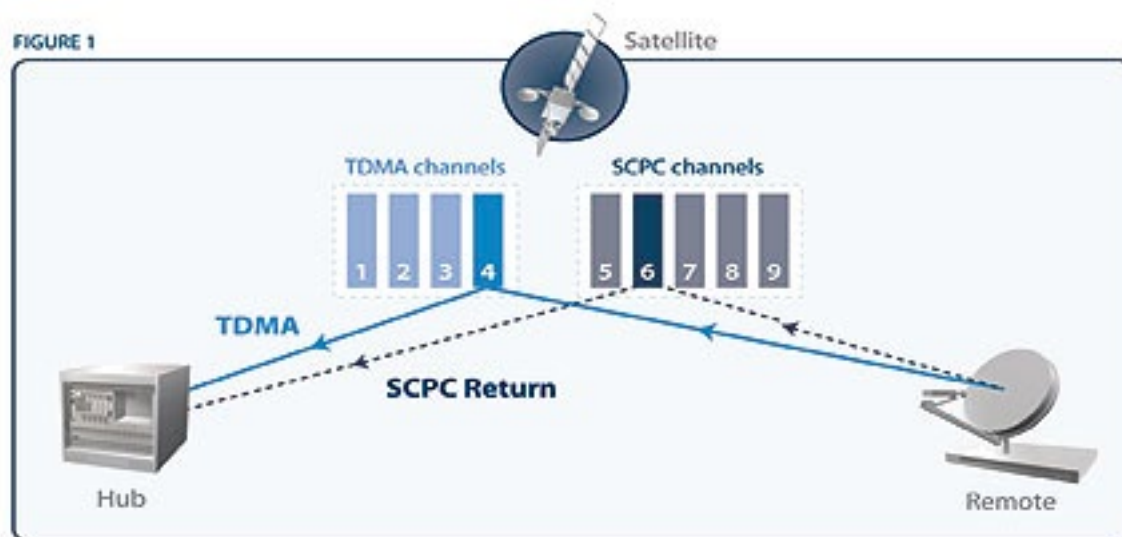 FIGURE 1
Satellite
TDMA channels
SCPC channels
1 2 3 4
5 6 7 8 9
TDMA
SCPC Return
Hub
Remote